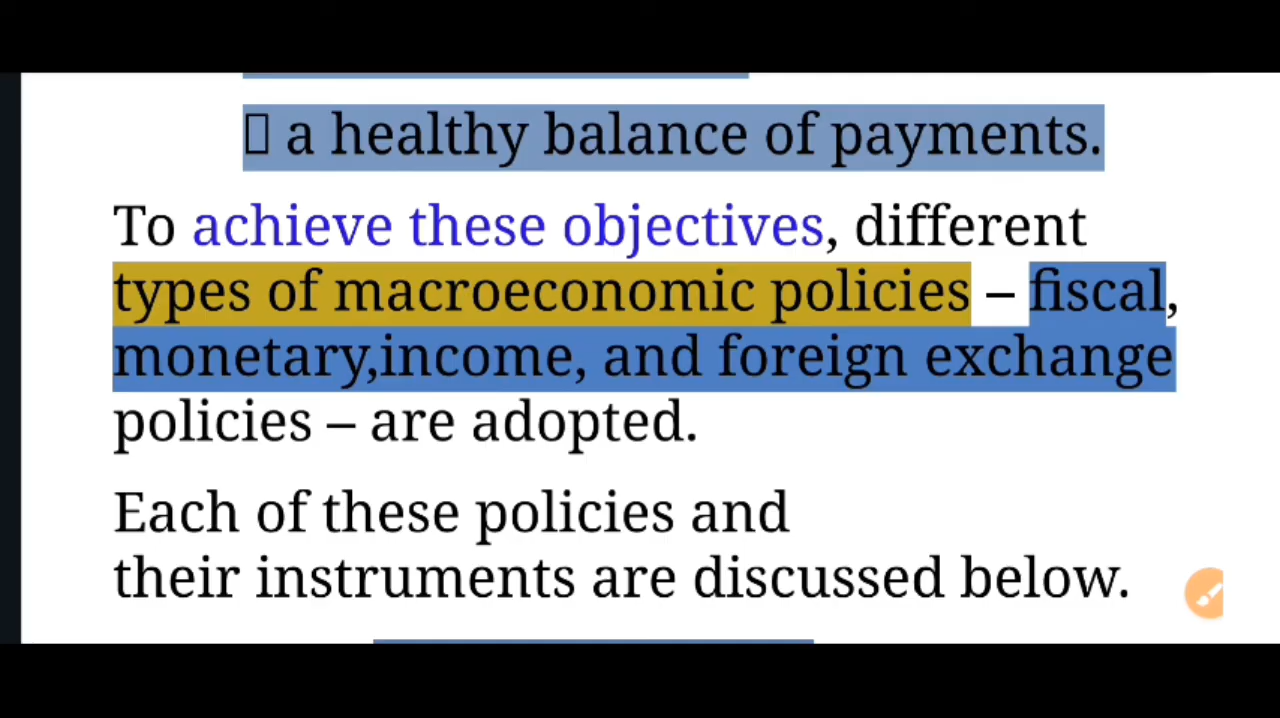 ▯ a healthy balance of payments.
To achieve these objectives, different
types of macroeconomic policies – fiscal,
monetary,income, and foreign exchange
policies – are adopted.
Each of these policies and
their instruments are discussed below.